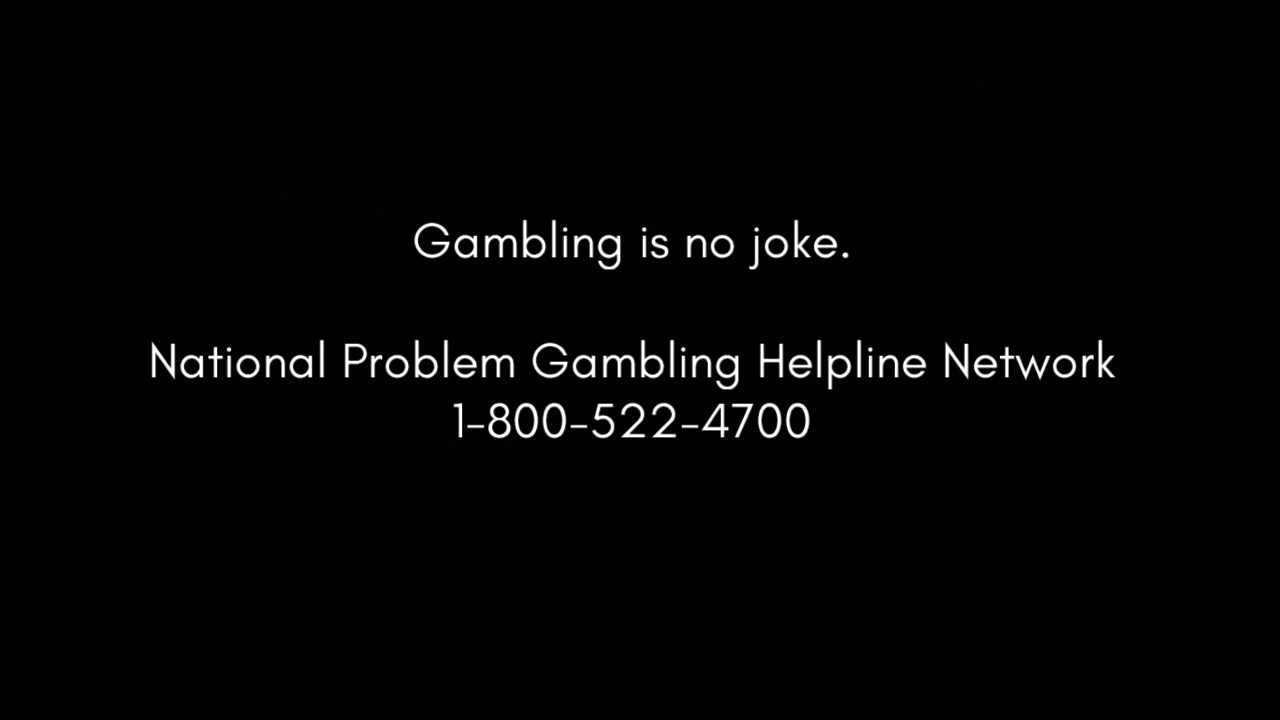 Gambling is no joke.
National Problem Gambling Helpline Network
1-800-522-4700